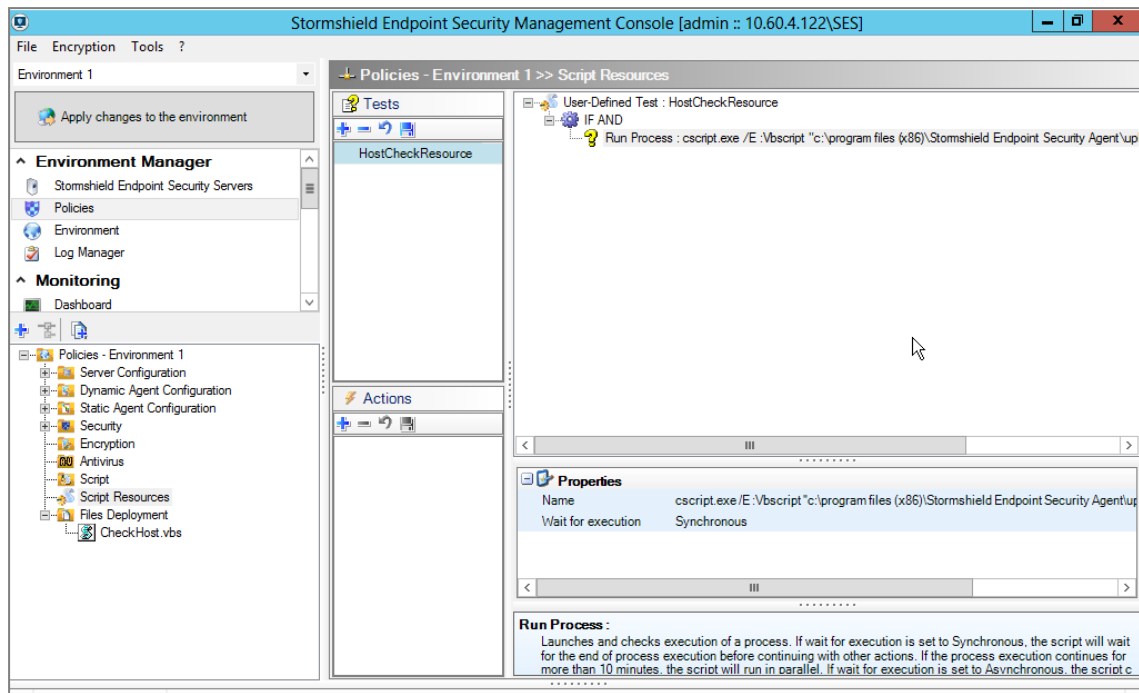 Stormshield Endpoint Security Management Console [admin :: 10.60.4.122\SES]
File Encryption Tools ?
Environment 1
Apply changes to the environment
Environment Manager
Stormshield Endpoint Security Servers
Policies
Environment
Log Manager
Monitoring
Dashboard
Policies - Environment 1
Server Configuration
Dynamic Agent Configuration
Static Agent Configuration
Security
Encryption
Antivirus
Script
Script Resources
Files Deployment
CheckHost.vbs
Policies - Environment 1 >> Script Resources
Tests
HostCheckResource
Actions
User-Defined Test : HostCheckResource
IF AND
Run Process : cscript.exe /E :Vbscript "c:\program files (x86)\Stormshield Endpoint Security Agent\up
Properties
Name cscript.exe /E :Vbscript "c:\program files (x86)\Stormshield Endpoint Security Agent\up
Wait for execution Synchronous
Run Process :
Launches and checks execution of a process. If wait for execution is set to Synchronous, the script will wait
for the end of process execution before continuing with other actions. If the process execution continues for
more than 10 minutes, the script will run in parallel. If wait for execution is set to Asynchronous, the script c